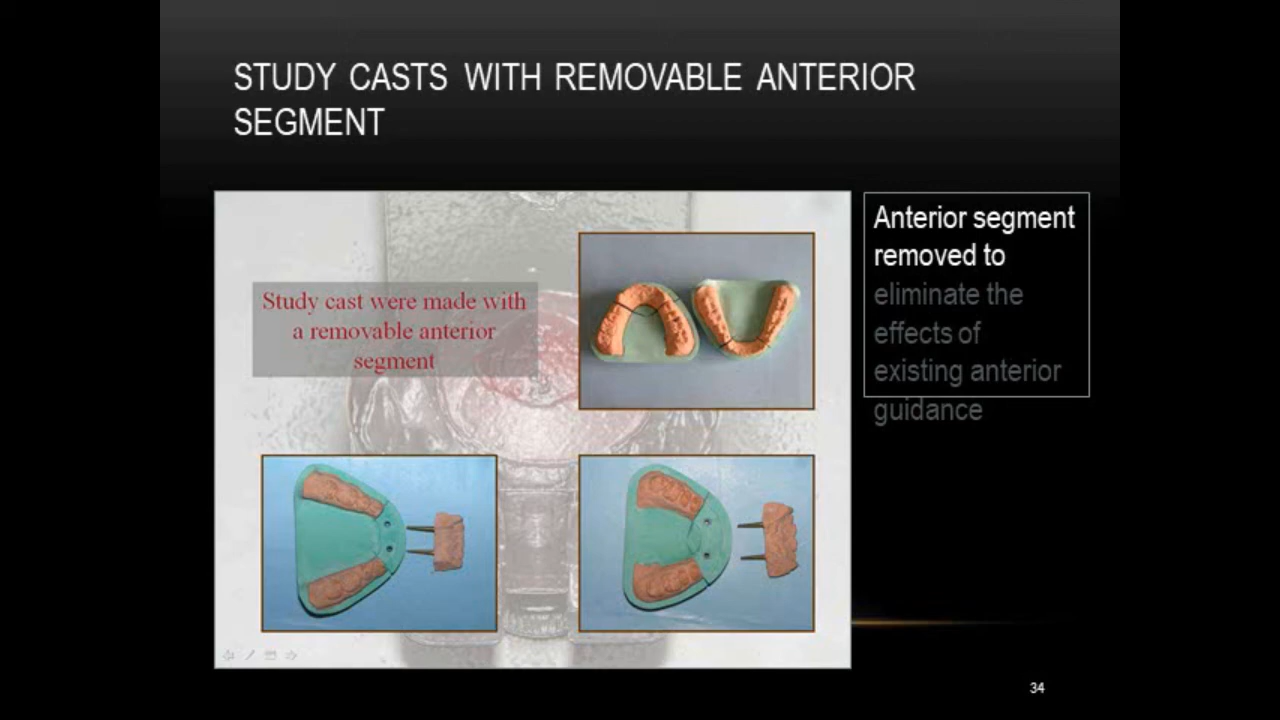 STUDY CASTS WITH REMOVABLE ANTERIOR
SEGMENT
Study cast were made with
a removable anterior
segment
Anterior segment
removed to
eliminate the
effects of
existing anterior
guidance
34